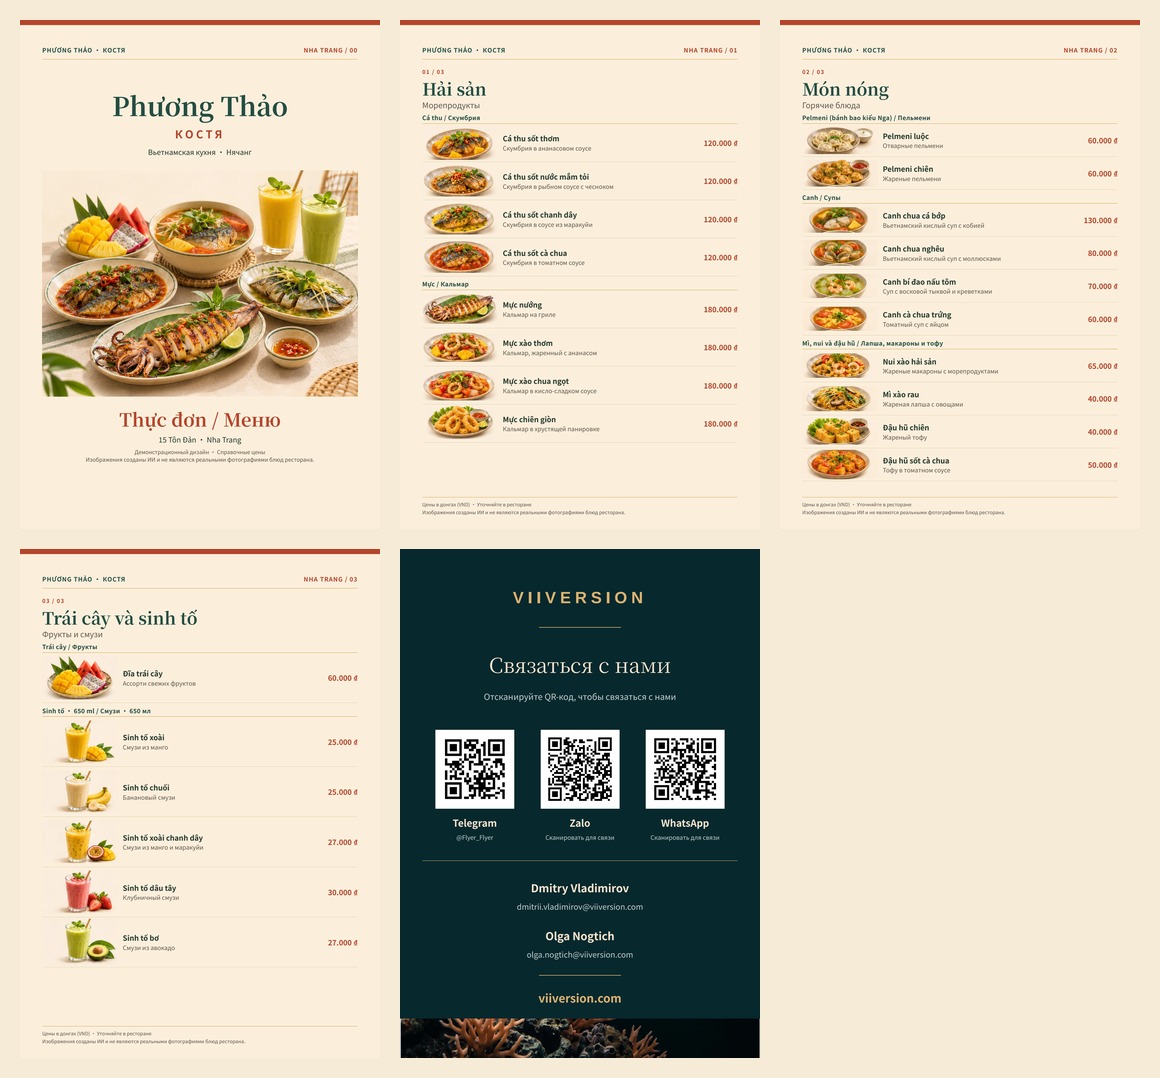 PHƯƠNG THẢO • КОСТЯ
NHA TRANG / 00
Phương Thảo
КОСТЯ
Вьетнамская кухня • Нячанг
Thực đơn / Меню
15 Tôn Đản • Nha Trang
Демонстрационный дизайн • Справочные цены
Изображения созданы ИИ и не являются реальными фотографиями блюд ресторана.
PHƯƠNG THẢO • КОСТЯ
NHA TRANG / 01
01 / 03
Hải sản
Морепродукты
Cá thu / Скумбрия
Cá thu sốt thơm
Скумбрия в ананасовом соусе
120.000 ₫
Cá thu sốt nước mắm tỏi
Скумбрия в рыбном соусе с чесноком
120.000 ₫
Cá thu sốt chanh dây
Скумбрия в соусе из маракуйи
120.000 ₫
Cá thu sốt cà chua
Скумбрия в томатном соусе
120.000 ₫
Mực / Кальмар
Mực nướng
Кальмар на гриле
180.000 ₫
Mực xào thơm
Кальмар, жаренный с ананасом
180.000 ₫
Mực xào chua ngọt
Кальмар в кисло-сладком соусе
180.000 ₫
Mực chiên giòn
Кальмар в хрустящей панировке
180.000 ₫
Цены в донгах (VND) • Уточняйте в ресторане
Изображения созданы ИИ и не являются реальными фотографиями блюд ресторана.
PHƯƠNG THẢO • КОСТЯ
NHA TRANG / 02
02 / 03
Món nóng
Горячие блюда
Pelmeni (bánh bao kiểu Nga) / Пельмени
Pelmeni luộc
Отварные пельмени
60.000 ₫
Pelmeni chiên
Жареные пельмени
60.000 ₫
Canh / Супы
Canh chua cá bớp
Вьетнамский кислый суп с кобией
130.000 ₫
Canh chua nghêu
Вьетнамский кислый суп с моллюсками
80.000 ₫
Canh bí đao nấu tôm
Суп с восковой тыквой и креветками
70.000 ₫
Canh cà chua trứng
Томатный суп с яйцом
60.000 ₫
Mì, nui và đậu hũ / Лапша, макароны и тофу
Nui xào hải sản
Жареные макароны с морепродуктами
65.000 ₫
Mì xào rau
Жареная лапша с овощами
40.000 ₫
Đậu hũ chiên
Жареный тофу
40.000 ₫
Đậu hũ sốt cà chua
Тофу в томатном соусе
50.000 ₫
Цены в донгах (VND) • Уточняйте в ресторане
Изображения созданы ИИ и не являются реальными фотографиями блюд ресторана.
PHƯƠNG THẢO • КОСТЯ
NHA TRANG / 03
03 / 03
Trái cây và sinh tố
Фрукты и смузи
Trái cây / Фрукты
Đĩa trái cây
Ассорти свежих фруктов
60.000 ₫
Sinh tố • 650 ml / Смузи • 650 мл
Sinh tố xoài
Смузи из манго
25.000 ₫
Sinh tố chuối
Банановый смузи
25.000 ₫
Sinh tố xoài chanh dây
Смузи из манго и маракуйи
27.000 ₫
Sinh tố dâu tây
Клубничный смузи
30.000 ₫
Sinh tố bơ
Смузи из авокадо
27.000 ₫
Цены в донгах (VND) • Уточняйте в ресторане
Изображения созданы ИИ и не являются реальными фотографиями блюд ресторана.
VIIVERSION
Связаться с нами
Отсканируйте QR-код, чтобы связаться с нами
Telegram
@Flyer_Flyer
Zalo
Сканировать для связи
WhatsApp
Сканировать для связи
Dmitry Vladimirov
dmitrii.vladimirov@viiversion.com
Olga Nogtich
olga.nogtich@viiversion.com
viiversion.com